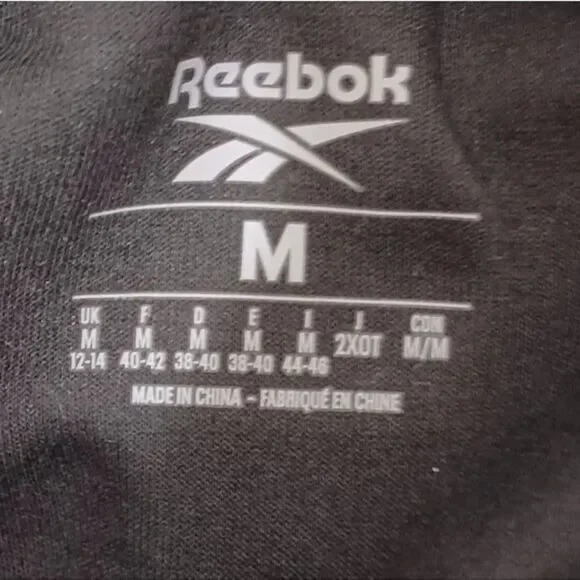 Reebok
M
UK F D E I J CDN
M M M M M 2XOT M/M
12-14 40-42 38-40 38-40 44-46
MADE IN CHINA - FABRIQUÉ EN CHINE